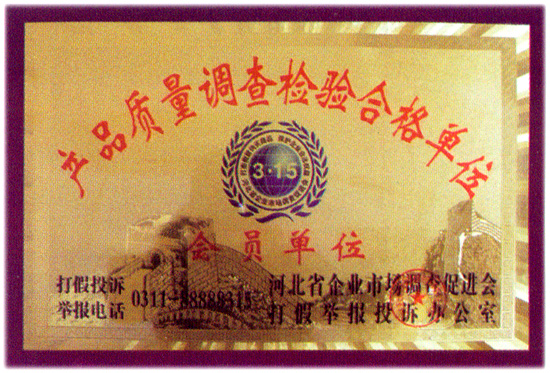 产品质量调查检验合格单位
3·15
会员单位
打假投诉
举报电话
0311-88889315
河北省企业市场调查促进会
打假举报投诉办公室